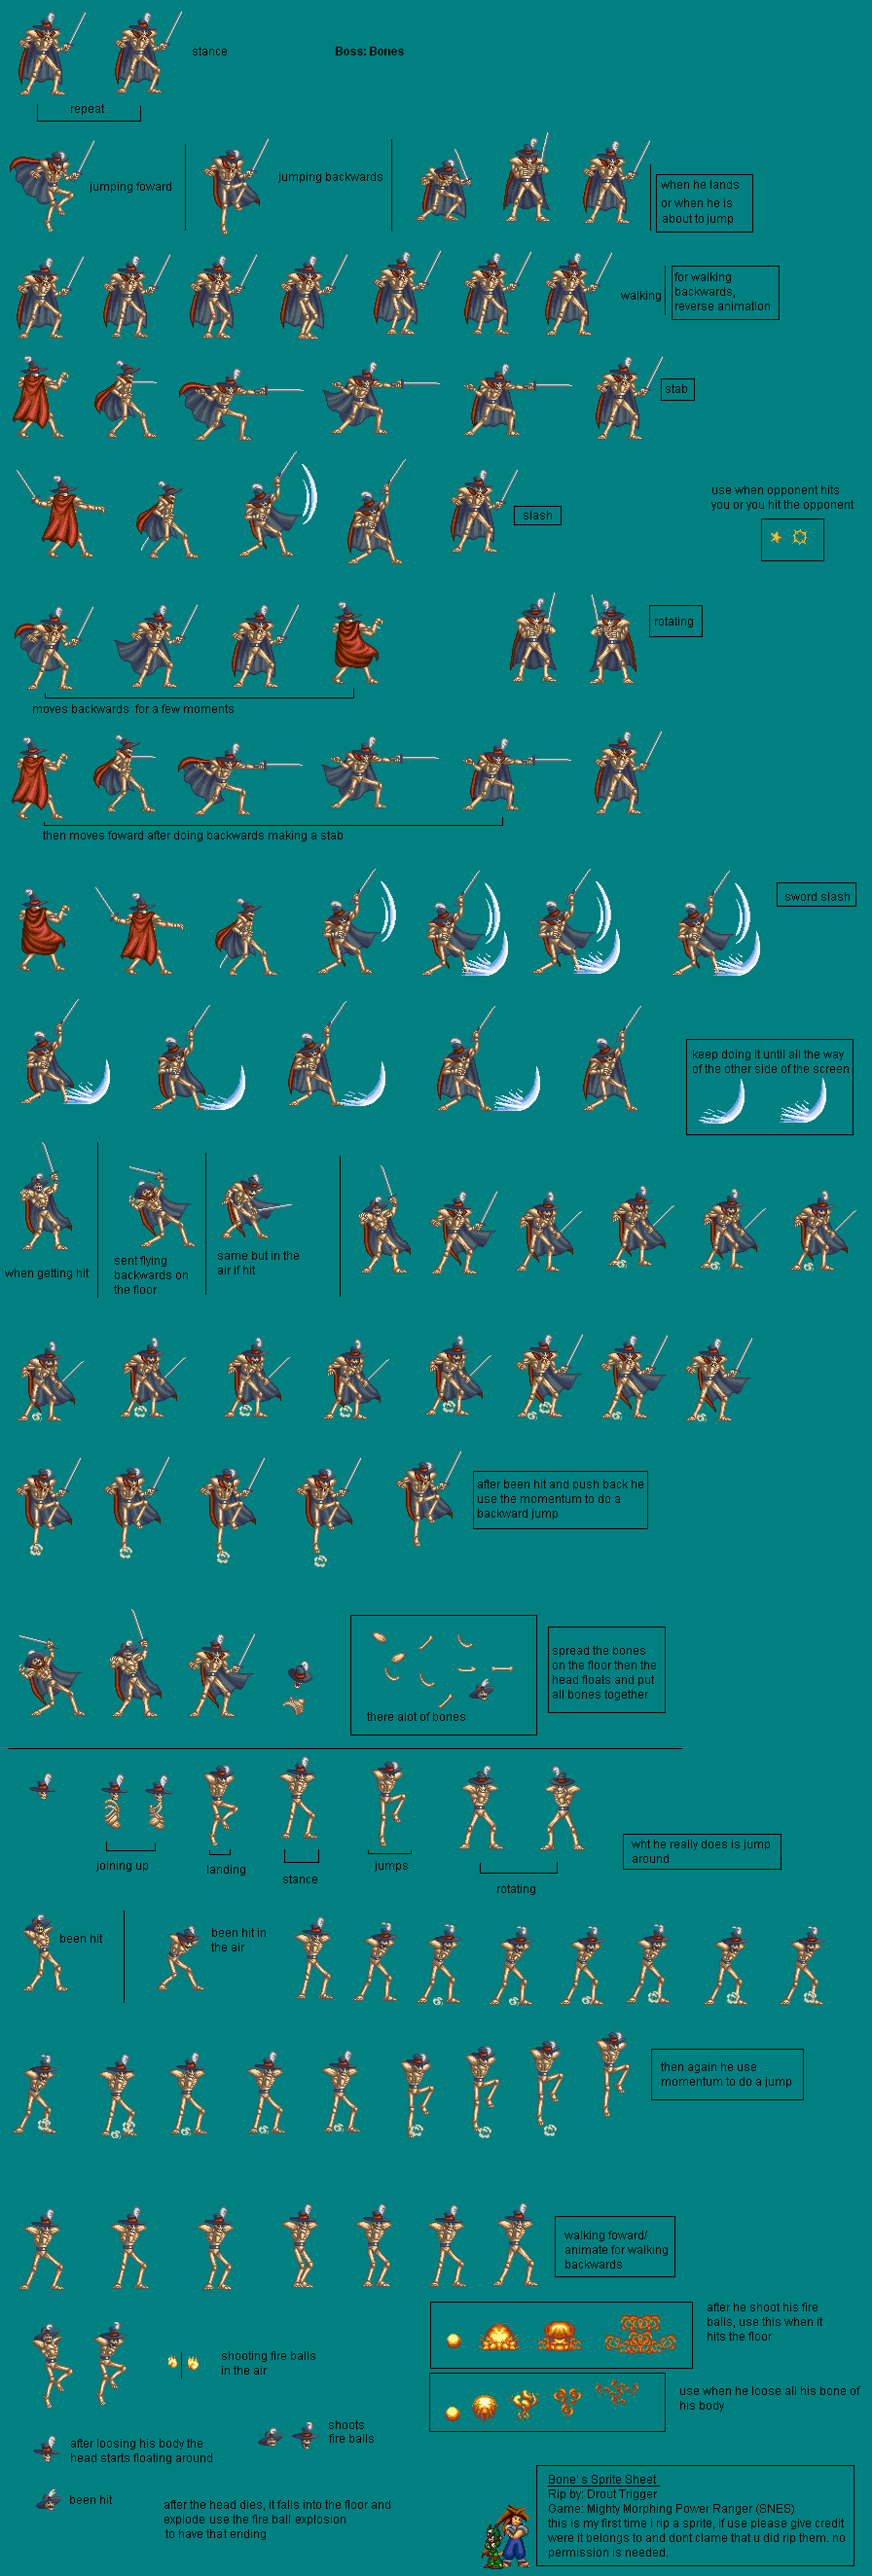 stance
Boss: Bones
repeat
jumping foward
jumping backwards
when he lands
or when he is
about to jump
walking
for walking
backwards,
reverse animation
stab
slash
use when opponent hits
you or you hit the opponent
rotating
moves backwards for a few moments
then moves foward after doing backwards making a stab
sword slash
keep doing it until all the way
of the other side of the screen
when getting hit
sent flying
backwards on
the floor
same but in the
air if hit
after been hit and push back he
use the momentum to do a
backward jump
spread the bones
on the floor then the
head floats and put
all bones together
there alot of bones
joining up
landing
stance
jumps
rotating
wht he really does is jump
around
been hit
been hit in
the air
then again he use
momentum to do a jump
walking foward/
animate for walking
backwards
shooting fire balls
in the air
after he shoot his fire
balls, use this when it
hits the floor
use when he loose all his bone of
his body
after loosing his body the
head starts floating around
shoots
fire balls
been hit
after the head dies, it falls into the floor and
explode use the fire ball explosion
to have that ending
Bone' s Sprite Sheet
Rip by: Drout Trigger
Game: Mighty Morphing Power Ranger (SNES)
this is my first time i rip a sprite, if use please give credit
were it belongs to and dont clame that u did rip them. no
permission is needed.